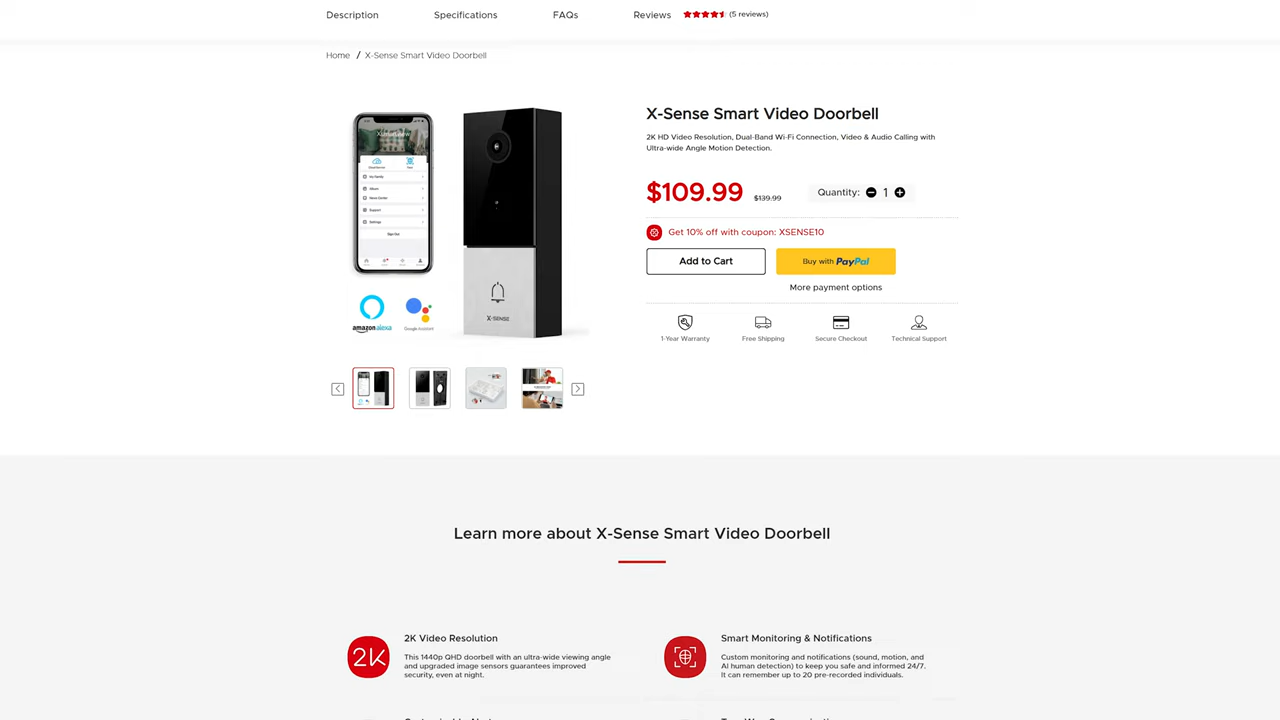 Description Specifications FAQs Reviews (5 reviews)
Home / X-Sense Smart Video Doorbell
X-Sense Smart Video Doorbell
2K HD Video Resolution, Dual-Band Wi-Fi Connection, Video & Audio Calling with
Ultra-wide Angle Motion Detection.
$109.99 $139.99 Quantity: 1
Get 10% off with coupon: XSENSE10
Add to Cart Buy with PayPal
More payment options
1-Year Warranty Free Shipping Secure Checkout Technical Support
My Family
Support
Settings
Sign Out
X-SENSE
amazon alexa Google Assistant
Learn more about X-Sense Smart Video Doorbell
2K
2K Video Resolution
This 1440p QHD doorbell with an ultra-wide viewing angle
and upgraded image sensors guarantees improved
security, even at night.
Smart Monitoring & Notifications
Custom monitoring and notifications (sound, motion, and
AI human detection) to keep you safe and informed 24/7.
It can remember up to 20 pre-recorded individuals.